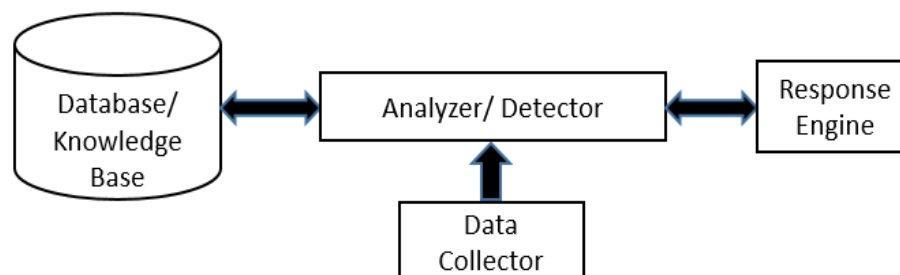 Database/
Knowledge
Base
Analyzer/ Detector
Response
Engine
Data
Collector